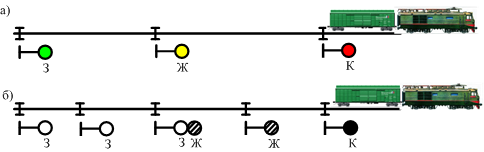 а)
З Ж К
б)
З З З Ж Ж К